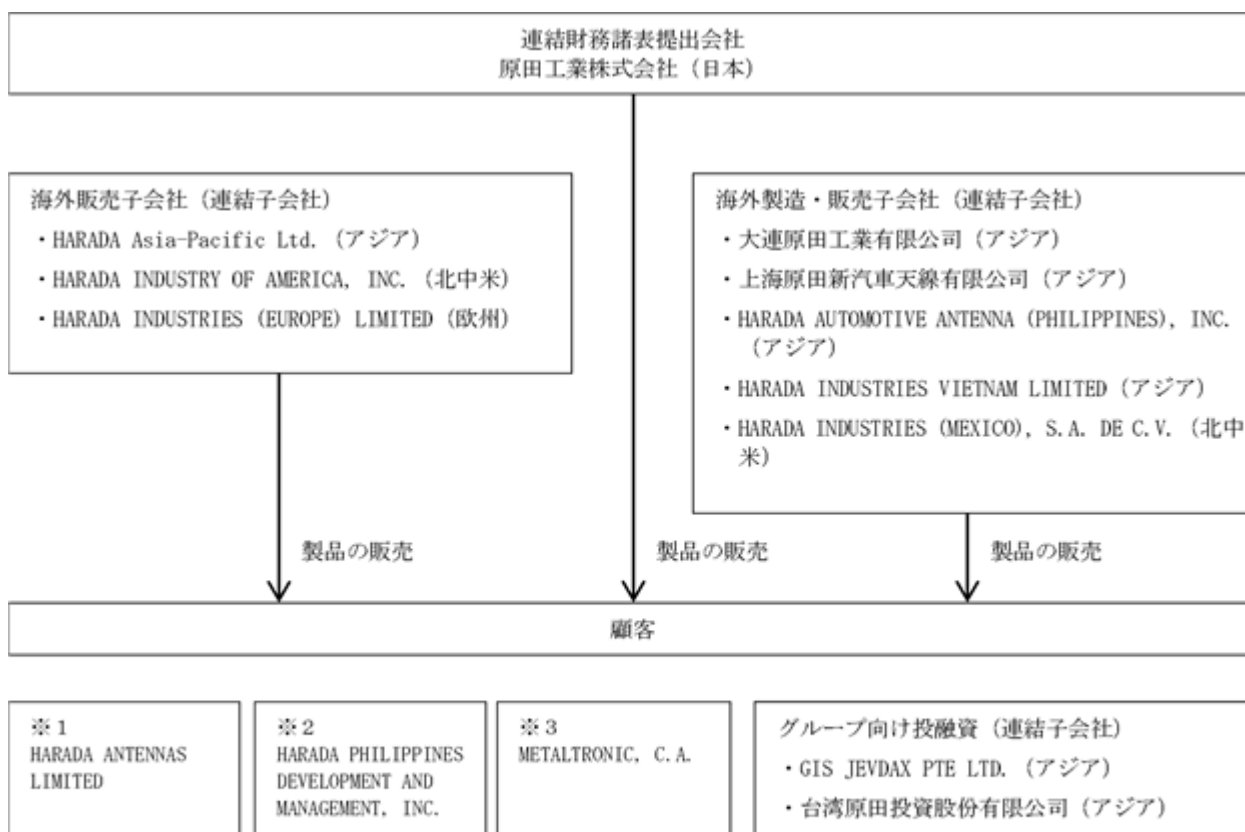 連結財務諸表提出会社
原田工業株式会社（日本）
海外販売子会社（連結子会社）
・HARADA Asia-Pacific Ltd.（アジア）
・HARADA INDUSTRY OF AMERICA, INC.（北中米）
・HARADA INDUSTRIES (EUROPE) LIMITED（欧州）
海外製造・販売子会社（連結子会社）
・大連原田工業有限公司（アジア）
・上海原田新汽車天線有限公司（アジア）
・HARADA AUTOMOTIVE ANTENNA (PHILIPPINES), INC.
（アジア）
・HARADA INDUSTRIES VIETNAM LIMITED（アジア）
・HARADA INDUSTRIES (MEXICO), S.A. DE C.V.（北中
米）
製品の販売
製品の販売
製品の販売
顧客
※１
HARADA ANTENNAS
LIMITED
※２
HARADA PHILIPPINES
DEVELOPMENT AND
MANAGEMENT, INC.
※３
METALTRONIC, C.A.
グループ向け投融資（連結子会社）
・GIS JEVDAX PTE LTD.（アジア）
・台湾原田投資股份有限公司（アジア）